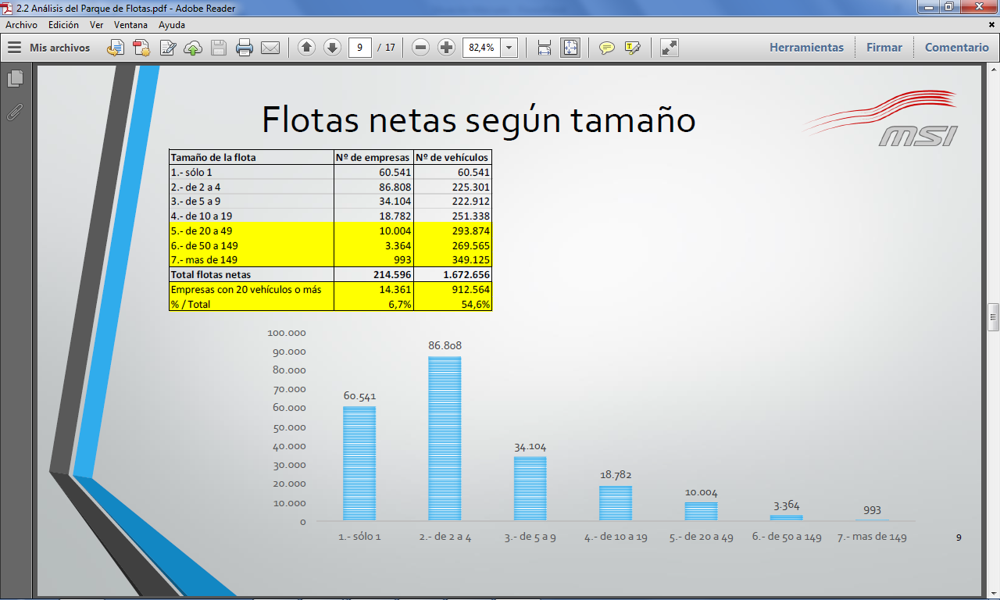 2.2 Análisis del Parque de Flotas.pdf - Adobe Reader
Archivo Edición Ver Ventana Ayuda
Mis archivos 9 / 17 82,4% Herramientas Firmar Comentario
Flotas netas según tamaño
MSI
Tamaño de la flota Nº de empresas Nº de vehículos
1.- sólo 1 60.541 60.541
2.- de 2 a 4 86.808 225.301
3.- de 5 a 9 34.104 222.912
4.- de 10 a 19 18.782 251.338
5.- de 20 a 49 10.004 293.874
6.- de 50 a 149 3.364 269.565
7.- mas de 149 993 349.125
Total flotas netas 214.596 1.672.656
Empresas con 20 vehículos o más 14.361 912.564
% / Total 6,7% 54,6%
100.000
90.000
80.000
70.000
60.000
50.000
40.000
30.000
20.000
10.000
0
60.541
86.808
34.104
18.782
10.004
3.364
993
1.- sólo 1 2.- de 2 a 4 3.- de 5 a 9 4.- de 10 a 19 5.- de 20 a 49 6.- de 50 a 149 7.- mas de 149
9